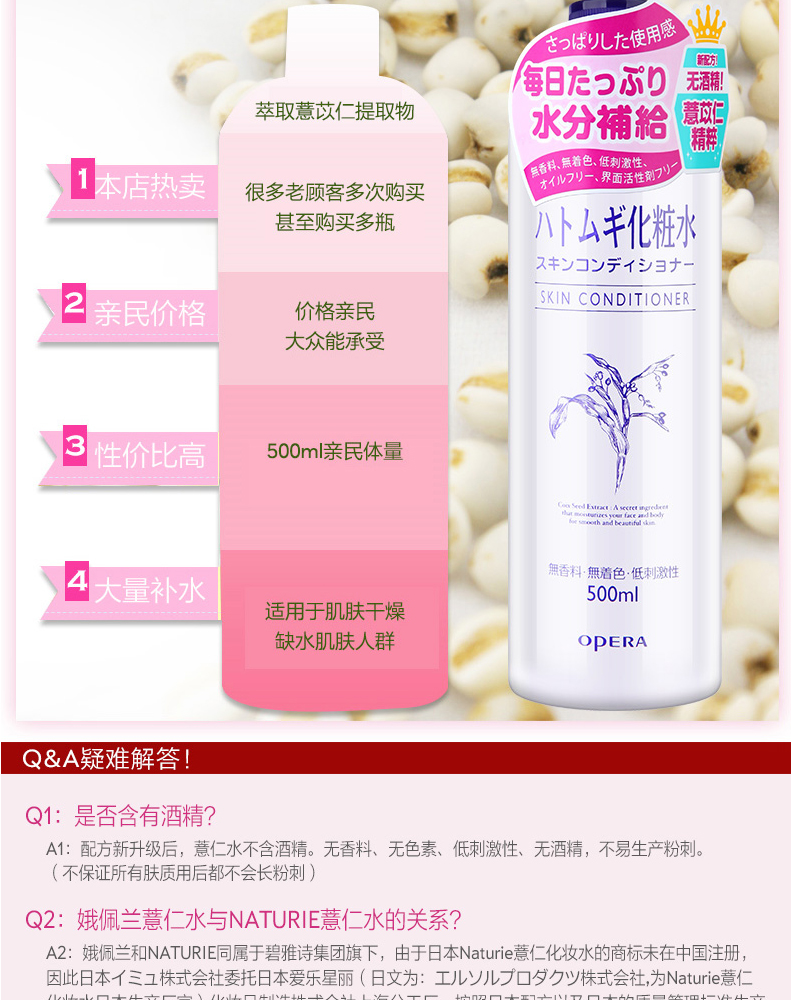 萃取薏苡仁提取物
1 本店热卖
很多老顾客多次购买
甚至购买多瓶
2 亲民价格
价格亲民
大众能承受
3 性价比高
500ml亲民体量
4 大量补水
适用于肌肤干燥
缺水肌肤人群
さっぱりした使用感
毎日たっぷり
水分補給
無香料、無着色、低刺激性、
オイルフリー、界面活性剤フリー
新配方!
无酒精!
薏苡仁
精粹
ハトムギ化粧水
スキンコンディショナー
SKIN CONDITIONER
Coix Seed Extract : A secret ingredient
that moisturizes your face and body
for smooth and beautiful skin.
無香料·無着色·低刺激性
500ml
OPERA
Q&A疑难解答！
Q1：是否含有酒精？
A1：配方新升级后，薏仁水不含酒精。无香料、无色素、低刺激性、无酒精，不易生产粉刺。
（不保证所有肤质用后都不会长粉刺）
Q2：娥佩兰薏仁水与NATURIE薏仁水的关系？
A2：娥佩兰和NATURIE同属于碧雅诗集团旗下，由于日本Naturie薏仁化妆水的商标未在中国注册，
因此日本イミュ株式会社委托日本爱乐星丽（日文为：エルソルプロダクツ株式会社,为Naturie薏仁